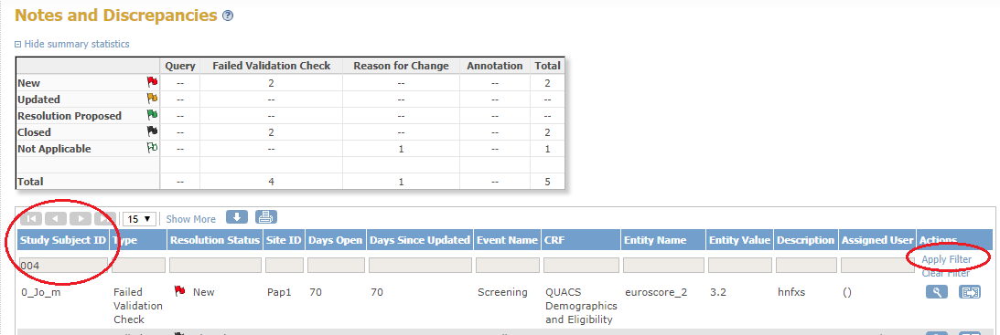 Notes and Discrepancies ?
Hide summary statistics
Query Failed Validation Check Reason for Change Annotation Total
New -- 2 -- -- 2
Updated -- -- -- -- --
Resolution Proposed -- -- -- -- --
Closed -- 2 -- -- 2
Not Applicable -- -- 1 -- 1
Total -- 4 1 -- 5
15 Show More
Study Subject ID Type Resolution Status Site ID Days Open Days Since Updated Event Name CRF Entity Name Entity Value Description Assigned User Actions
004 Apply Filter
Clear Filter
0_Jo_m Failed New Pap1 70 70 Screening QUACS euroscore_2 3.2 hnfxs ()
Validation Demographics
Check and Eligibility